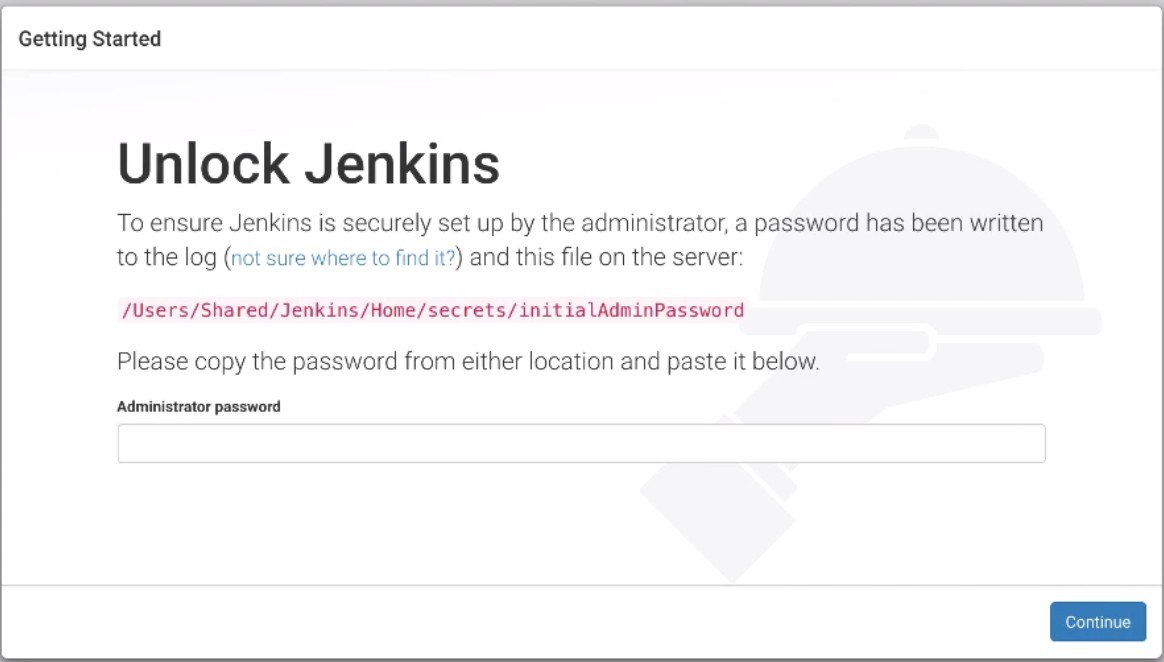 Getting Started
Unlock Jenkins
To ensure Jenkins is securely set up by the administrator, a password has been written
to the log (not sure where to find it?) and this file on the server:
/Users/Shared/Jenkins/Home/secrets/initialAdminPassword
Please copy the password from either location and paste it below.
Administrator password
Continue